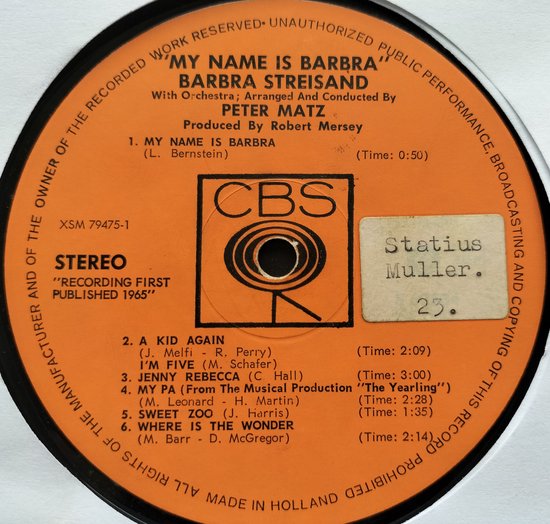 "MY NAME IS BARBRA"
BARBRA STREISAND
With Orchestra; Arranged And Conducted By
PETER MATZ
Produced By Robert Mersey
1. MY NAME IS BARBRA
(L. Bernstein) (Time: 0:50)
CBS
XSM 79475-1
STEREO
"RECORDING FIRST
PUBLISHED 1965"
Statius
Muller.
23.
2. A KID AGAIN
(J. Melfi - R. Perry) (Time: 2:09)
I'M FIVE (M. Schafer)
3. JENNY REBECCA (C Hall) (Time: 3:00)
4. MY PA (From The Musical Production "The Yearling")
(M. Leonard - H. Martin) (Time: 2:28)
5. SWEET ZOO (J. Harris) (Time: 1:35)
6. WHERE IS THE WONDER
(M. Barr - D. McGregor) (Time: 2:14)
ALL RIGHTS OF THE MANUFACTURER AND OF THE OWNER OF THE RECORDED WORK RESERVED • UNAUTHORIZED PUBLIC PERFORMANCE, BROADCASTING AND COPYING OF THIS RECORD PROHIBITED
MADE IN HOLLAND